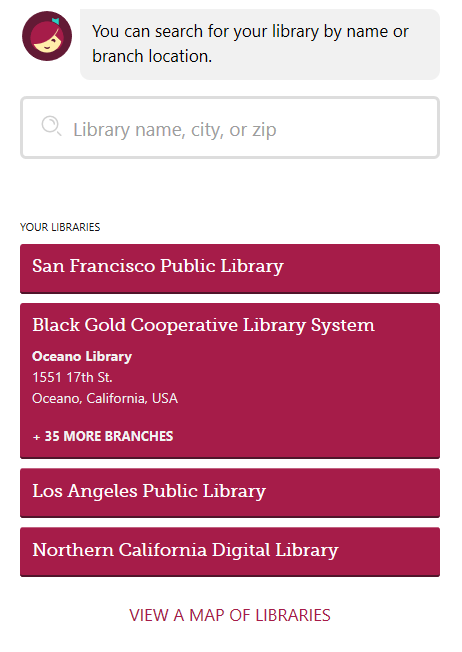 You can search for your library by name or
branch location.
Library name, city, or zip
YOUR LIBRARIES
San Francisco Public Library
Black Gold Cooperative Library System
Oceano Library
1551 17th St.
Oceano, California, USA
+ 35 MORE BRANCHES
Los Angeles Public Library
Northern California Digital Library
VIEW A MAP OF LIBRARIES